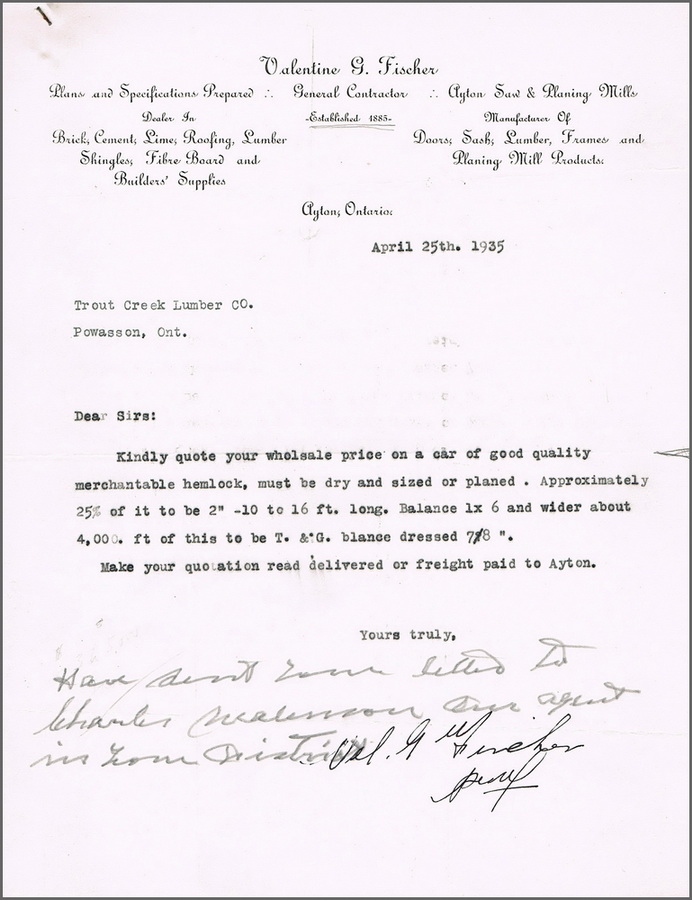 Valentine G. Fischer
Plans and Specifications Prepared ∴ General Contractor ∴ Ayton Saw & Planing Mills
Dealer In
-Established 1885-
Manufacturer Of
Brick, Cement, Lime, Roofing, Lumber
Doors, Sash, Lumber, Frames and
Shingles, Fibre Board and
Planing Mill Products.
Builders' Supplies
Ayton, Ontario.
April 25th. 1935
Trout Creek Lumber CO.
Powasson, Ont.
Dear Sirs:
Kindly quote your wholsale price on a car of good quality
merchantable hemlock, must be dry and sized or planed . Approximately
25% of it to be 2" -10 to 16 ft. long. Balance 1x 6 and wider about
4,000. ft of this to be T. &'G. blance dressed 7/8 ".
Make your quotation read delivered or freight paid to Ayton.
Yours truly,
Have sent your letter to
Charles our agent
in your District
Val. G Fischer